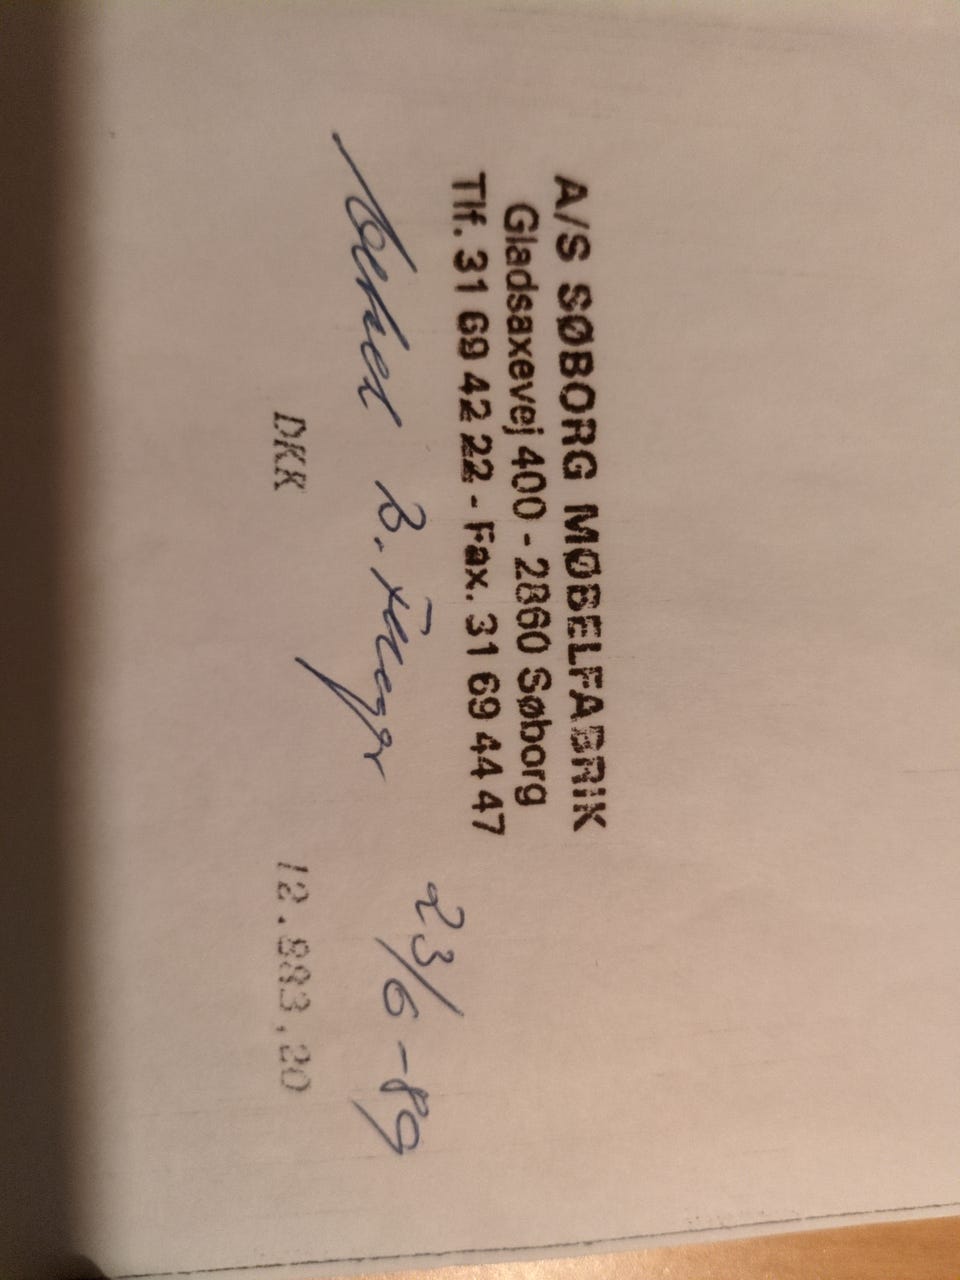 A/S SØBORG MØBELFABRIK
Gladsaxevej 400 - 2860 Søborg
Tlf. 31 69 42 22 - Fax. 31 69 44 47
23/6-89
B.
DKK 12.883,20